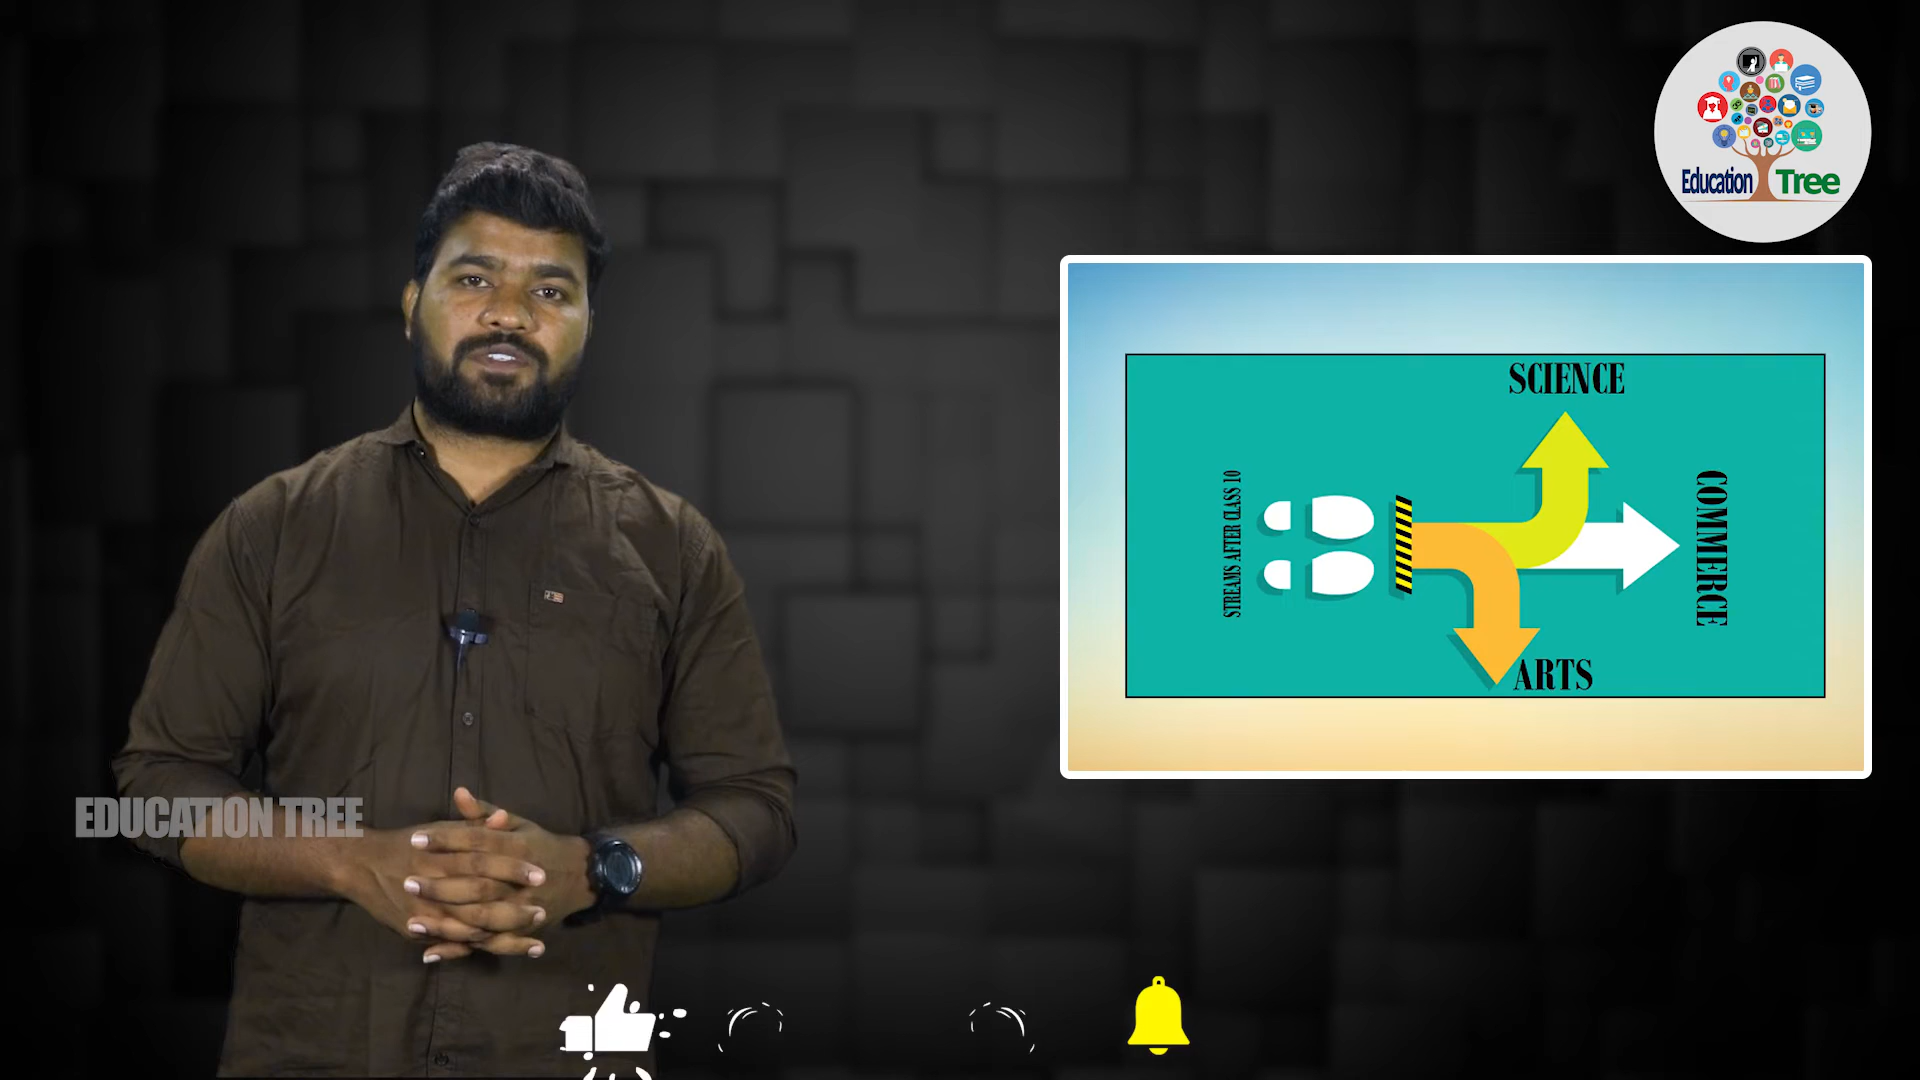 Education Tree
SCIENCE
STREAMS AFTER CLASS 10
COMMERCE
ARTS
EDUCATION TREE